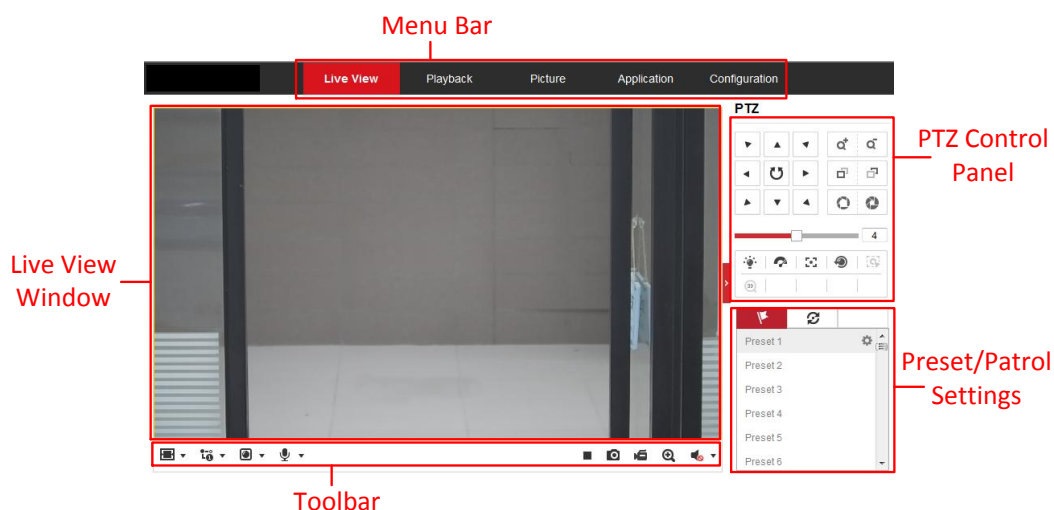 Menu Bar
Live View Playback Picture Application Configuration
PTZ
PTZ Control
Panel
4
Live View
Window
Preset 1
Preset 2
Preset 3
Preset 4
Preset 5
Preset 6
Preset/Patrol
Settings
Toolbar